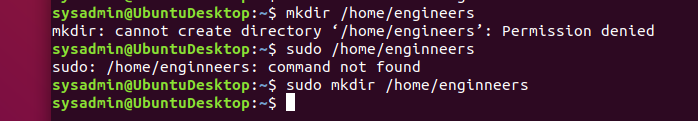 sysadmin@UbuntuDesktop:~$ mkdir /home/engineers
mkdir: cannot create directory ‘/home/engineers’: Permission denied
sysadmin@UbuntuDesktop:~$ sudo /home/enginneers
sudo: /home/enginneers: command not found
sysadmin@UbuntuDesktop:~$ sudo mkdir /home/enginneers
sysadmin@UbuntuDesktop:~$